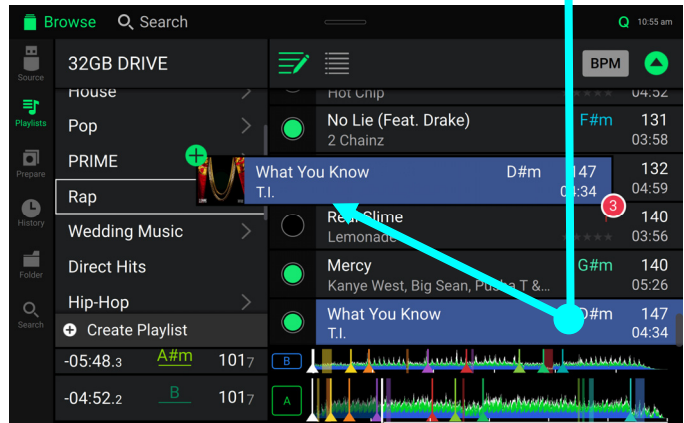 Browse Search Q 10:55 am
Source
Playlists
Prepare
History
Folder
Search
32GB DRIVE
House
Pop
PRIME
Rap
Wedding Music
Direct Hits
Hip-Hop
Create Playlist
BPM
Hot Chip 04:52
No Lie (Feat. Drake) F#m 131
2 Chainz 03:58
132
04:59
What You Know D#m 147
T.I. 04:34
3
Real Slime 140
Lemonade 03:56
Mercy G#m 140
Kanye West, Big Sean, Pusha T &... 05:26
What You Know D#m 147
T.I. 04:34
-05:48.3 A#m 1017 B
-04:52.2 B 1017 A